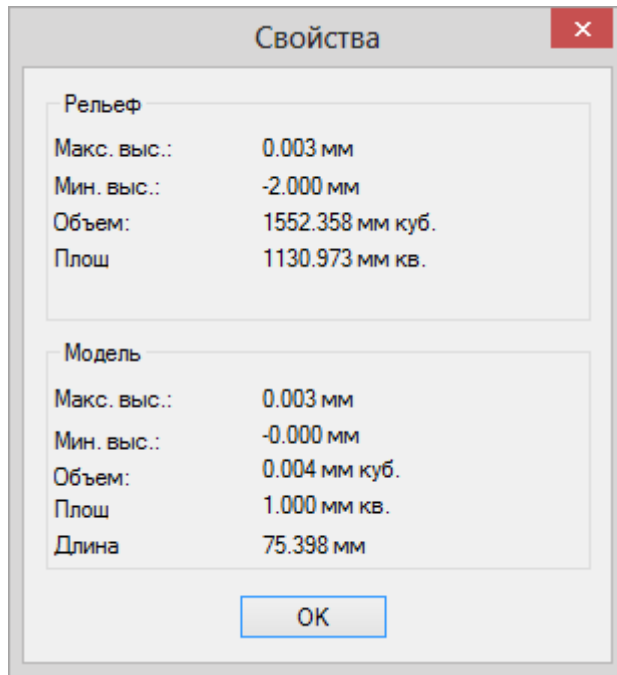 Свойства
Рельеф
Макс. выс.: 0.003 мм
Мин. выс.: -2.000 мм
Объем: 1552.358 мм куб.
Площ 1130.973 мм кв.
Модель
Макс. выс.: 0.003 мм
Мин. выс.: -0.000 мм
Объем: 0.004 мм куб.
Площ 1.000 мм кв.
Длина 75.398 мм
OK